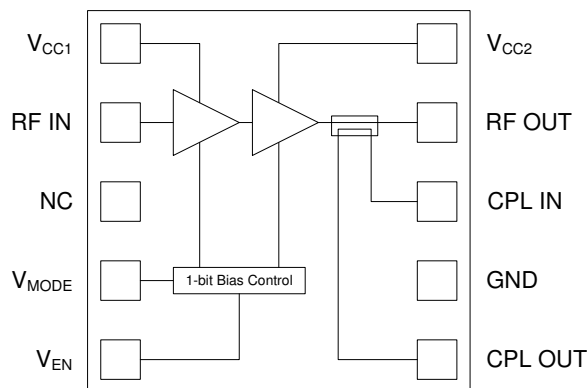 VCC1
VCC2
RF IN
RF OUT
NC
CPL IN
VMODE
1-bit Bias Control
GND
VEN
CPL OUT